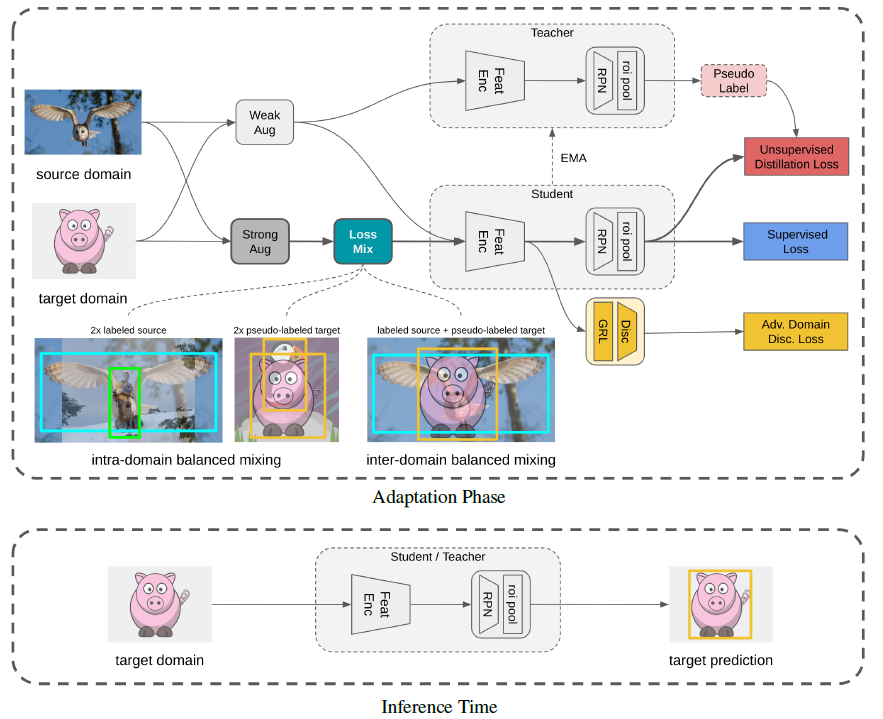 Teacher
Feat
Enc
RPN
roi pool
Pseudo
Label
Weak
Aug
source domain
EMA
Unsupervised
Distillation Loss
Student
Strong
Aug
Loss
Mix
Feat
Enc
RPN
roi pool
Supervised
Loss
target domain
GRL
Disc
Adv. Domain
Disc. Loss
2x labeled source
2x pseudo-labeled target
labeled source + pseudo-labeled target
intra-domain balanced mixing
inter-domain balanced mixing
Adaptation Phase
Student / Teacher
Feat
Enc
RPN
roi pool
target domain
target prediction
Inference Time